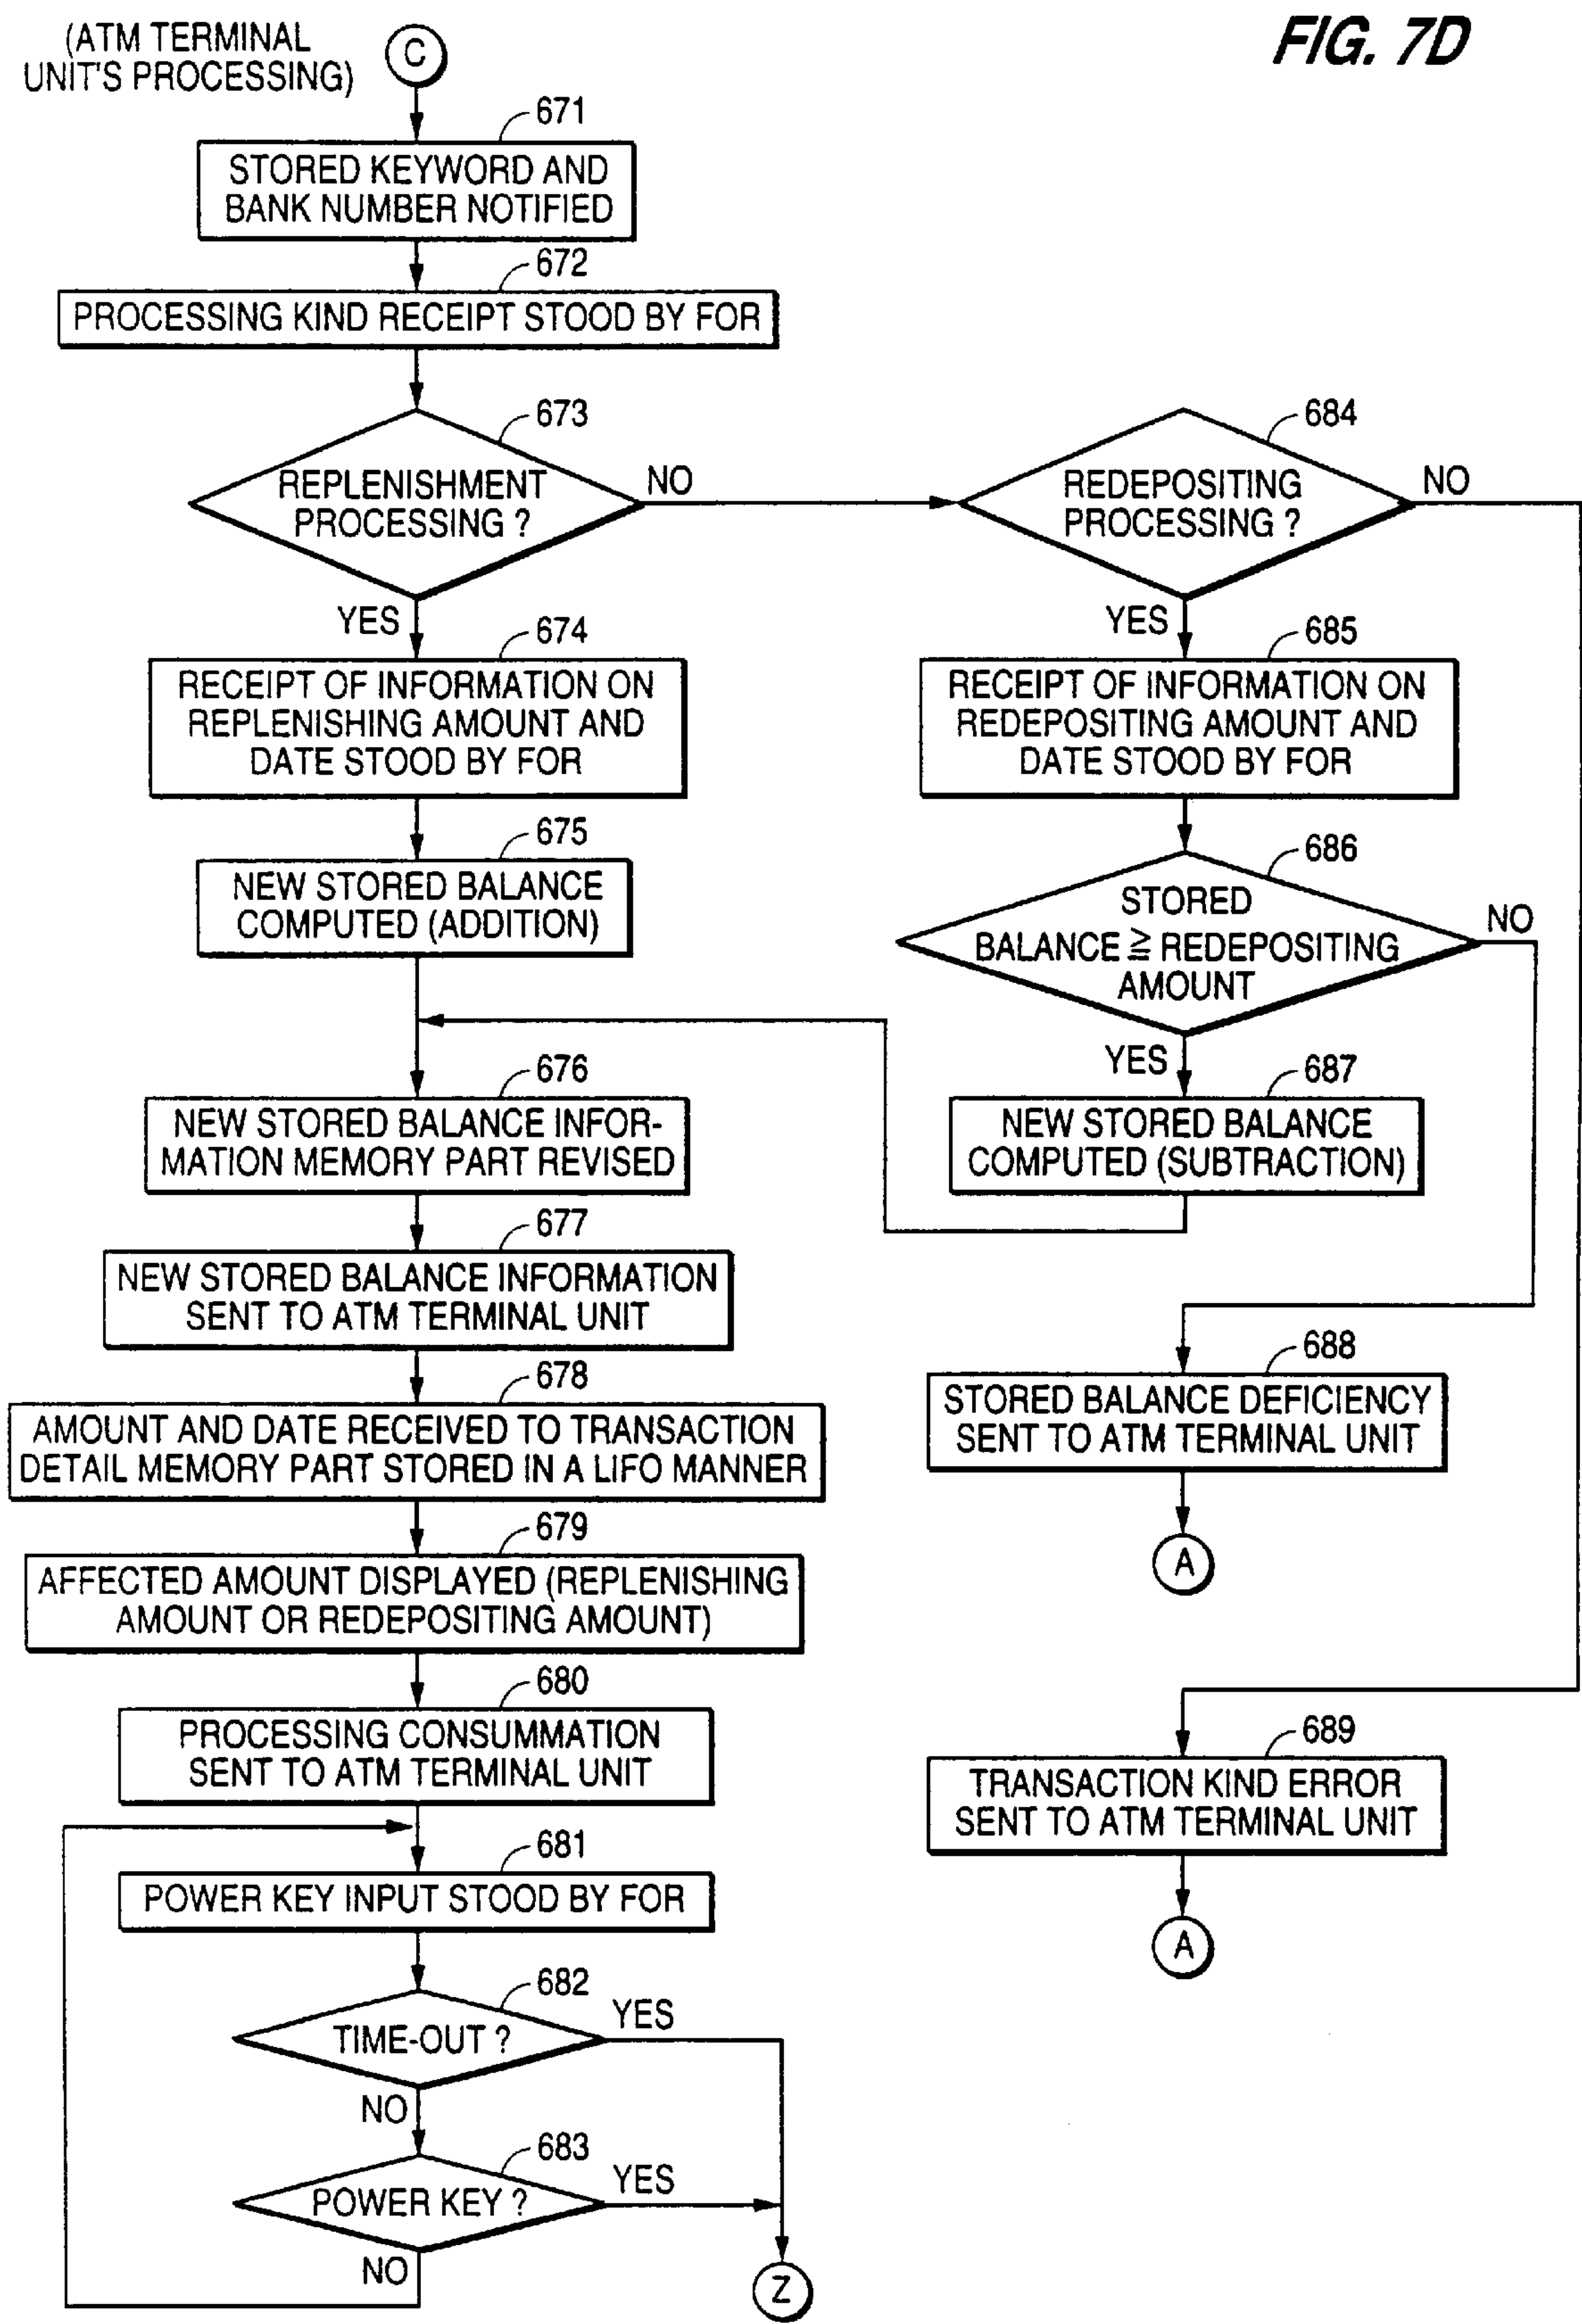 (ATM TERMINAL
UNIT'S PROCESSING)
C
FIG. 7D
671
STORED KEYWORD AND
BANK NUMBER NOTIFIED
672
PROCESSING KIND RECEIPT STOOD BY FOR
673
REPLENISHMENT
PROCESSING ?
NO
YES
684
REDEPOSITING
PROCESSING ?
NO
YES
674
RECEIPT OF INFORMATION ON
REPLENISHING AMOUNT AND
DATE STOOD BY FOR
685
RECEIPT OF INFORMATION ON
REDEPOSITING AMOUNT AND
DATE STOOD BY FOR
675
NEW STORED BALANCE
COMPUTED (ADDITION)
686
STORED
BALANCE ≧ REDEPOSITING
AMOUNT
NO
YES
676
NEW STORED BALANCE INFOR-
MATION MEMORY PART REVISED
687
NEW STORED BALANCE
COMPUTED (SUBTRACTION)
677
NEW STORED BALANCE INFORMATION
SENT TO ATM TERMINAL UNIT
678
AMOUNT AND DATE RECEIVED TO TRANSACTION
DETAIL MEMORY PART STORED IN A LIFO MANNER
688
STORED BALANCE DEFICIENCY
SENT TO ATM TERMINAL UNIT
A
679
AFFECTED AMOUNT DISPLAYED (REPLENISHING
AMOUNT OR REDEPOSITING AMOUNT)
680
PROCESSING CONSUMMATION
SENT TO ATM TERMINAL UNIT
689
TRANSACTION KIND ERROR
SENT TO ATM TERMINAL UNIT
A
681
POWER KEY INPUT STOOD BY FOR
682
TIME-OUT ?
YES
NO
683
POWER KEY ?
YES
NO
Z